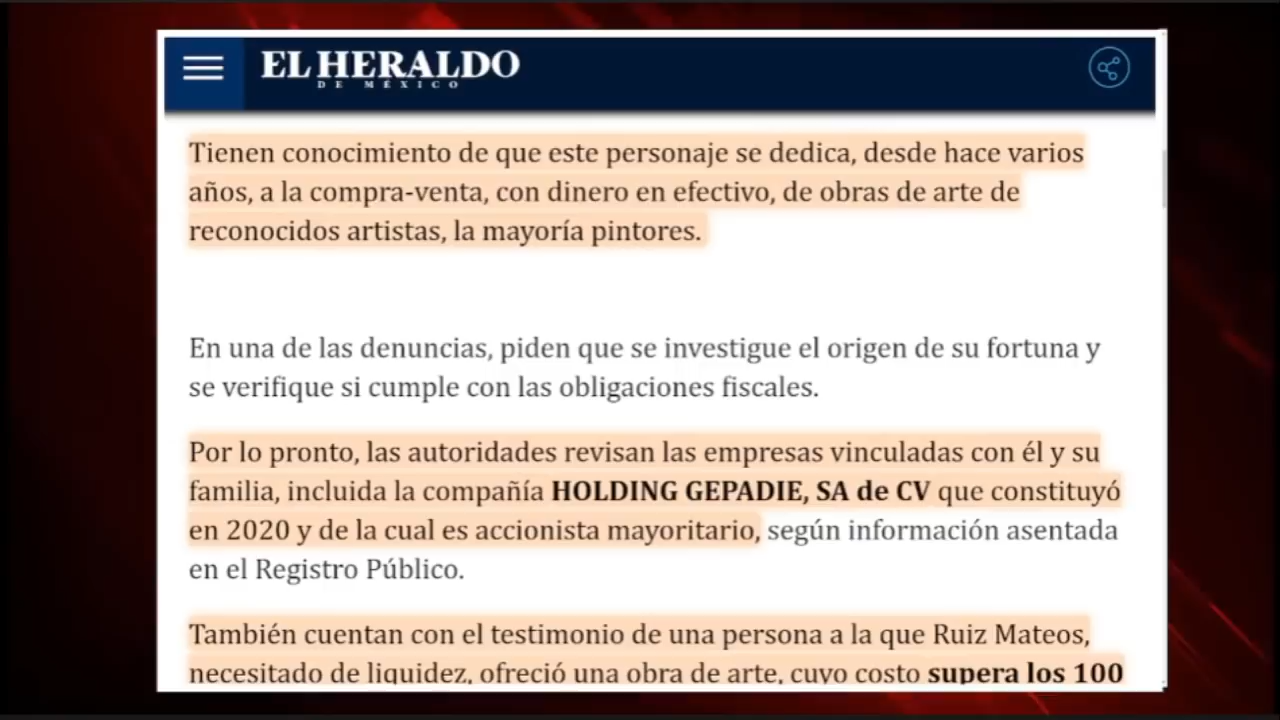 EL HERALDO
DE MÉXICO
Tienen conocimiento de que este personaje se dedica, desde hace varios
años, a la compra-venta, con dinero en efectivo, de obras de arte de
reconocidos artistas, la mayoría pintores.
En una de las denuncias, piden que se investigue el origen de su fortuna y
se verifique si cumple con las obligaciones fiscales.
Por lo pronto, las autoridades revisan las empresas vinculadas con él y su
familia, incluida la compañía HOLDING GEPADIE, SA de CV que constituyó
en 2020 y de la cual es accionista mayoritario, según información asentada
en el Registro Público.
También cuentan con el testimonio de una persona a la que Ruiz Mateos,
necesitado de liquidez, ofreció una obra de arte, cuyo costo supera los 100